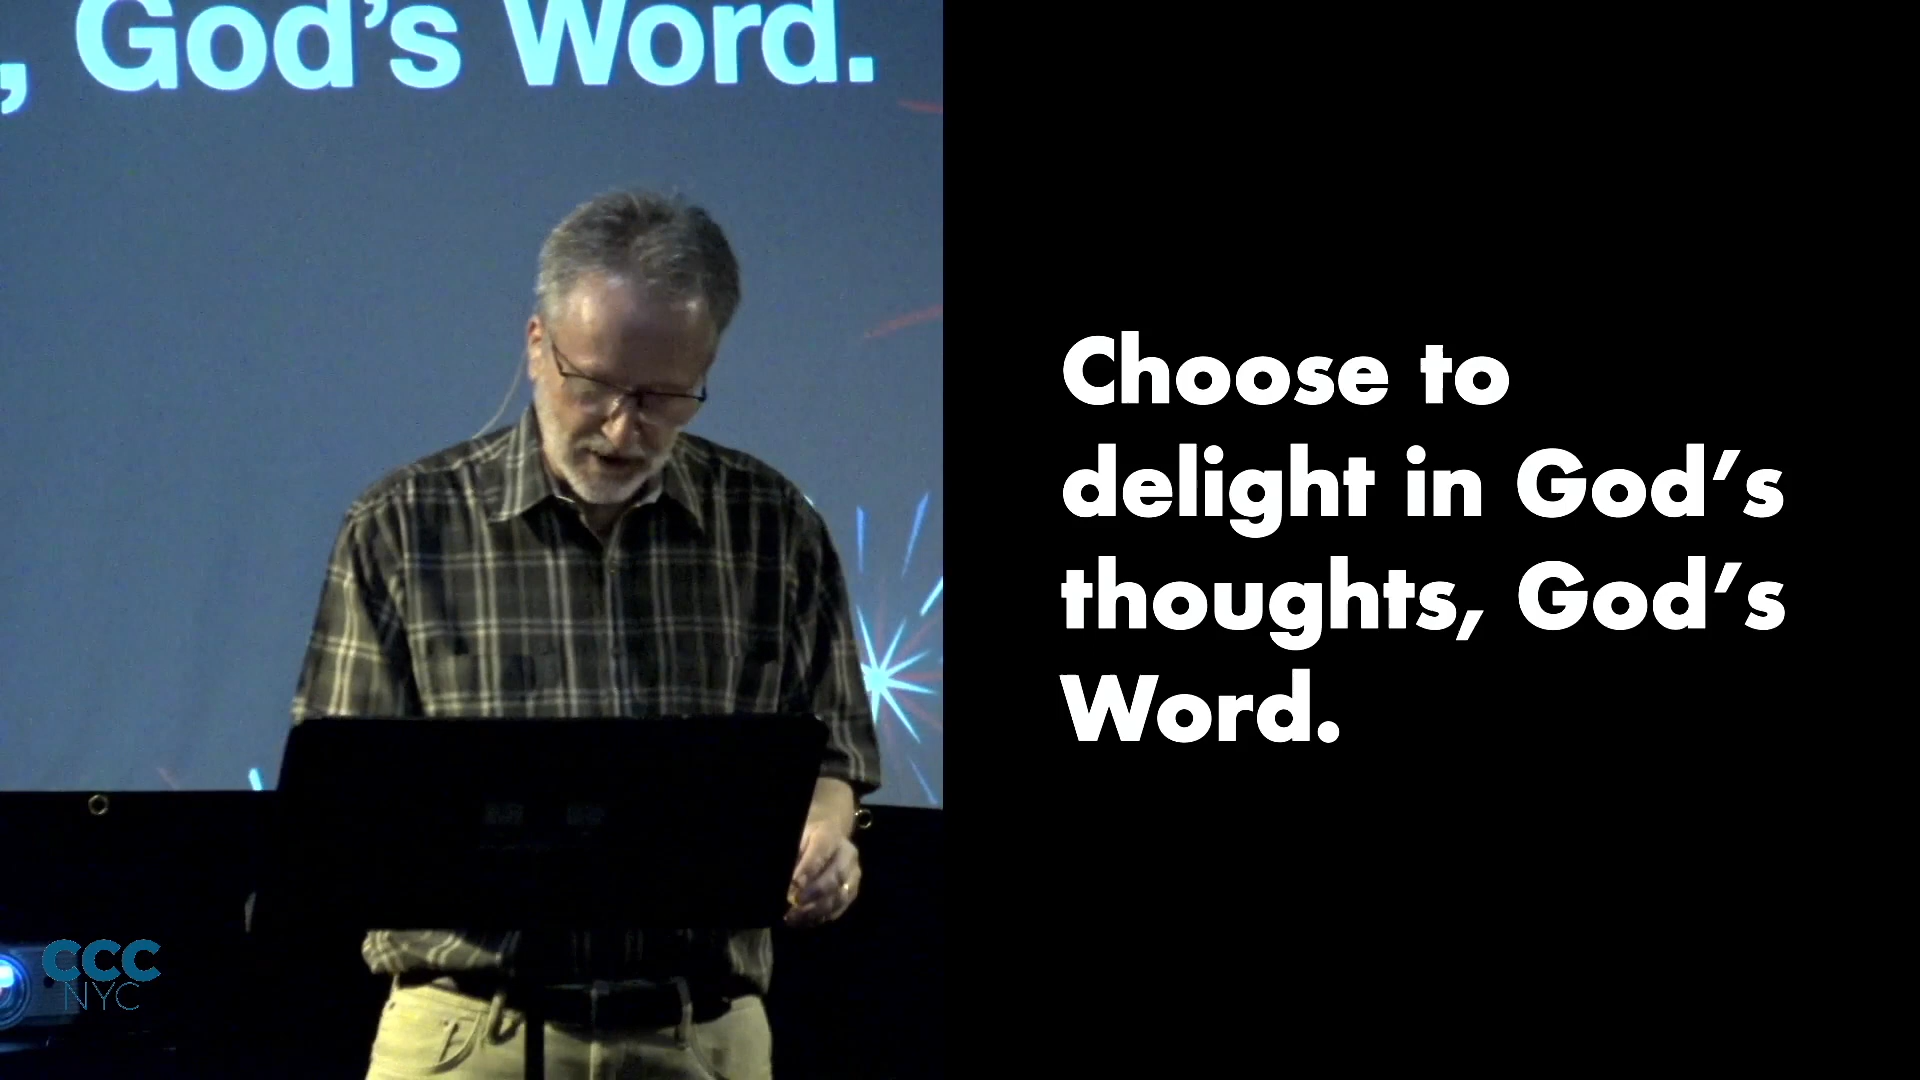 , God's Word.
Choose to
delight in God's
thoughts, God's
Word.
CCC
NYC